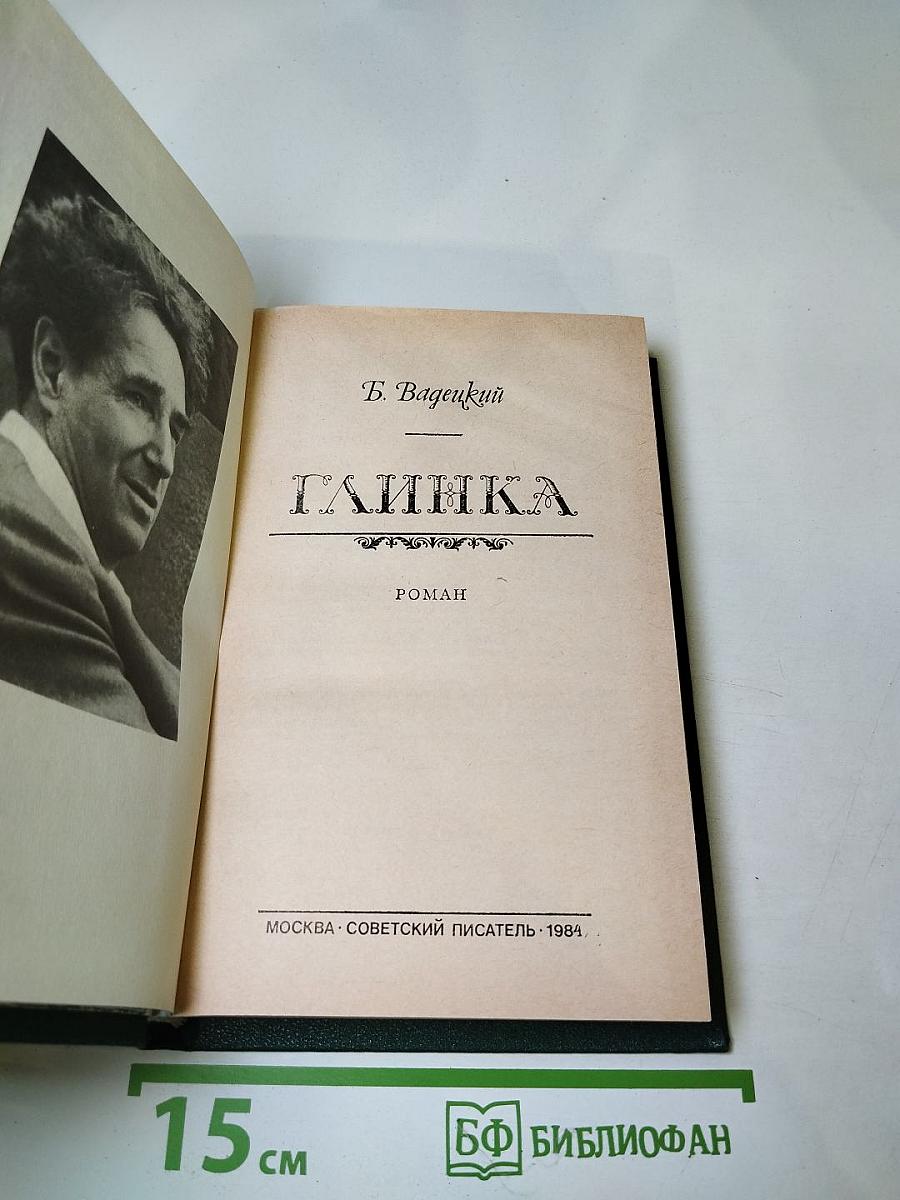 Б. Вадецкий
ГЛИНКА
РОМАН
МОСКВА · СОВЕТСКИЙ ПИСАТЕЛЬ · 1984
15 см
БФ БИБЛИОФАН